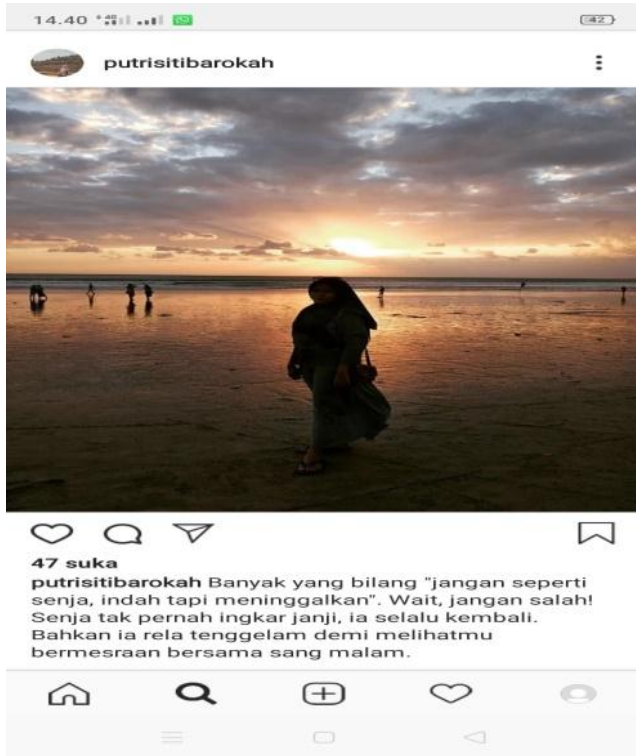 14.40
42
putrisitibarokah
47 suka
putrisitibarokah Banyak yang bilang "jangan seperti
senja, indah tapi meninggalkan". Wait, jangan salah!
Senja tak pernah ingkar janji, ia selalu kembali.
Bahkan ia rela tenggelam demi melihatmu
bermesraan bersama sang malam.